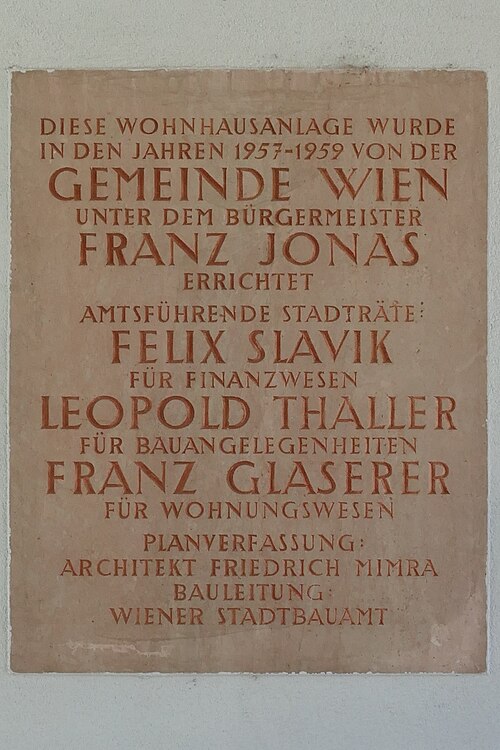 DIESE WOHNHAUSANLAGE WURDE
IN DEN JAHREN 1957-1959 VON DER
GEMEINDE WIEN
UNTER DEM BÜRGERMEISTER
FRANZ JONAS
ERRICHTET
AMTSFÜHRENDE STADTRÄTE:
FELIX SLAVIK
FÜR FINANZWESEN
LEOPOLD THALLER
FÜR BAUANGELEGENHEITEN
FRANZ GLASERER
FÜR WOHNUNGSWESEN
PLANVERFASSUNG:
ARCHITEKT FRIEDRICH MIMRA
BAULEITUNG:
WIENER STADTBAUAMT